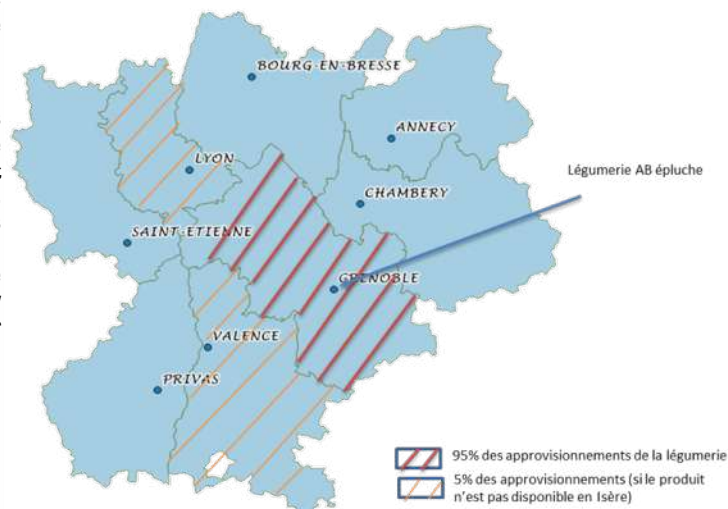 BOURG-EN-BRESSE
ANNECY
LYON
Légumerie AB épluche
CHAMBERY
SAINT-ETIENNE
GRENOBLE
VALENCE
PRIVAS
95% des approvisionnements de la légumerie
5% des approvisionnements (si le produit
n'est pas disponible en Isère)